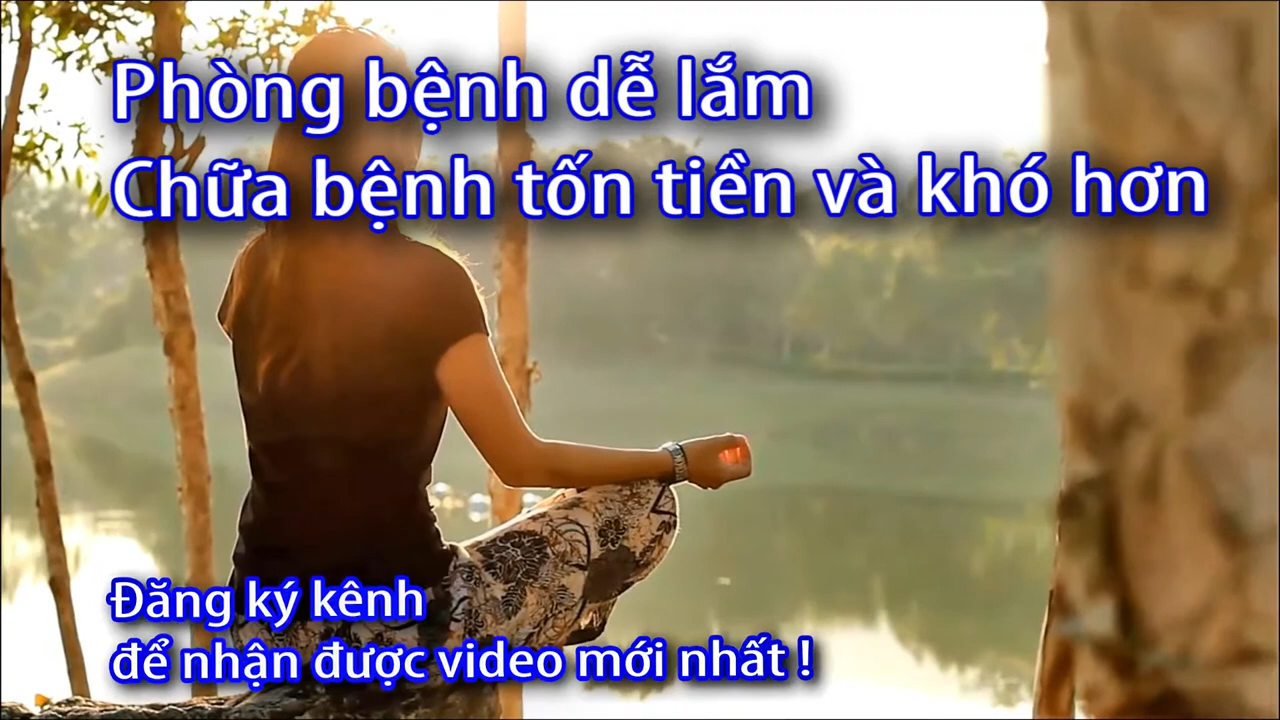 Phòng bệnh dễ lắm
Chữa bệnh tốn tiền và khó hơn
Đăng ký kênh
để nhận được video mới nhất !